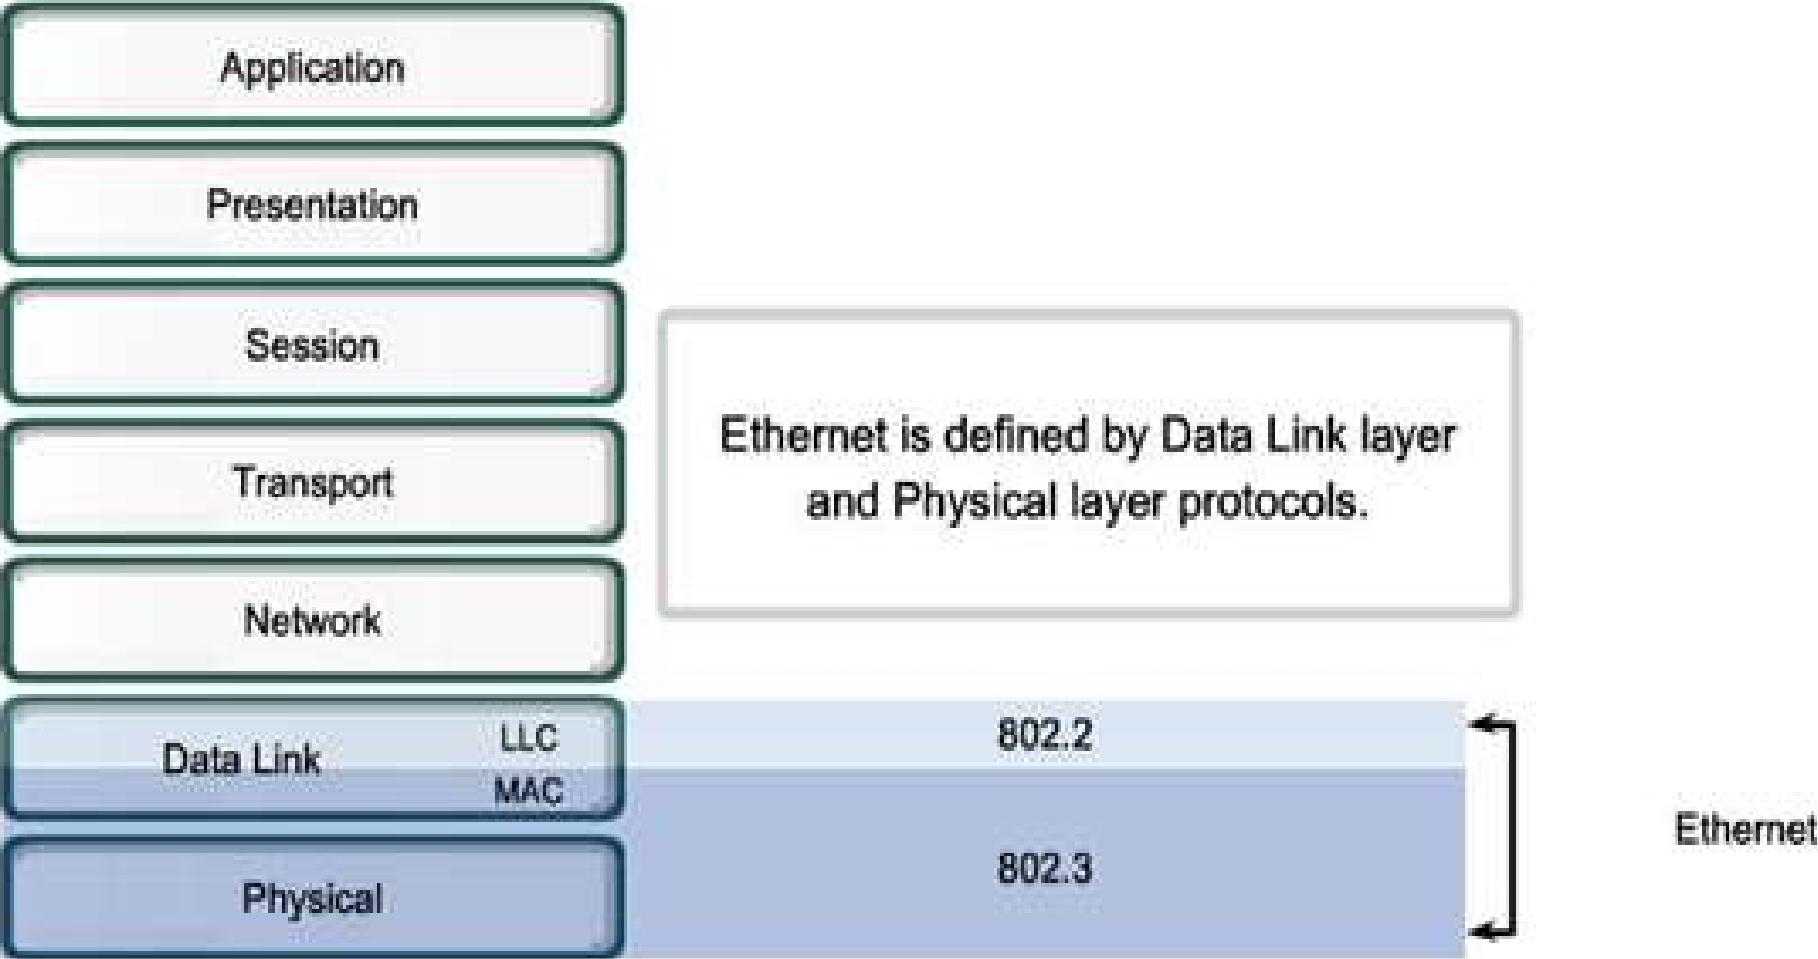 Application
Presentation
Session
Transport
Network
Data Link
LLC
MAC
Physical
Ethernet is defined by Data Link layer
and Physical layer protocols.
802.2
802.3
Ethernet